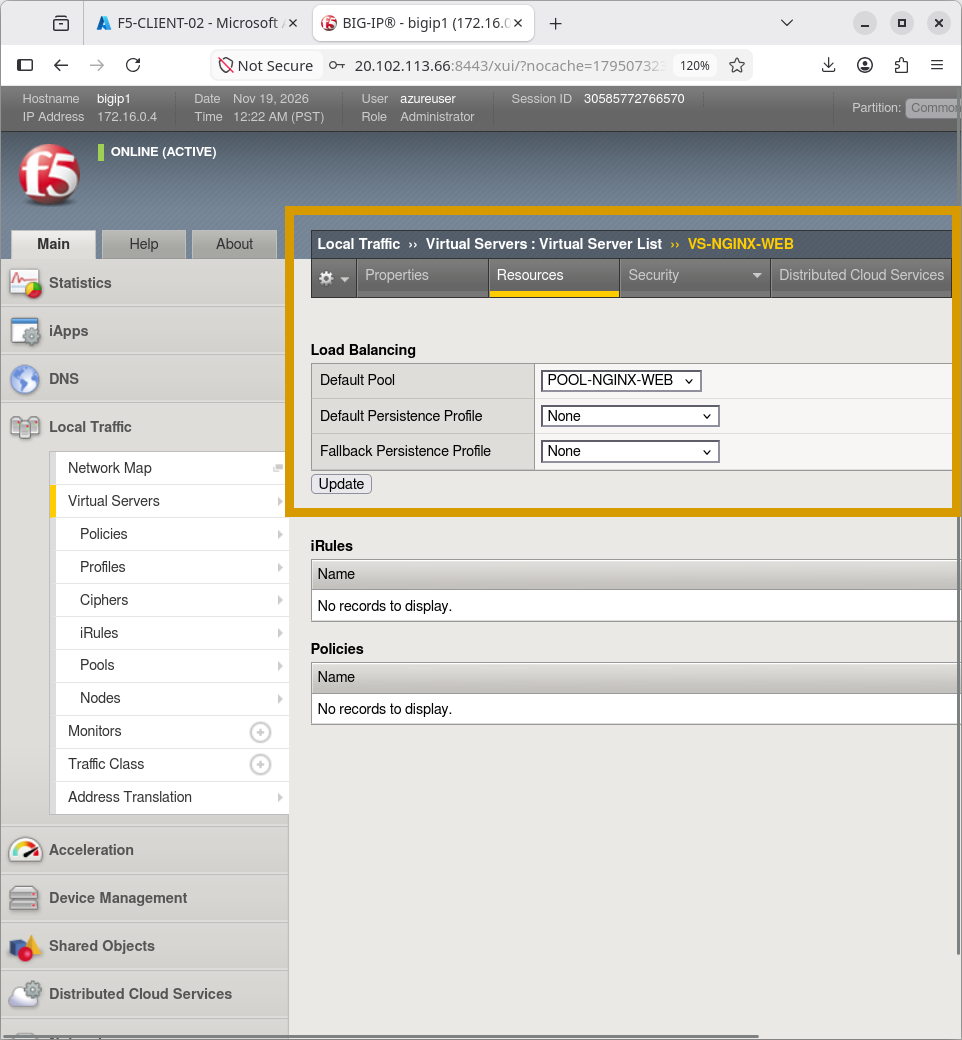 F5-CLIENT-02 - Microsoft
BIG-IP® - bigip1 (172.16.0
Not Secure
20.102.113.66:8443/xui/?nocache=179507323
120%
Hostname bigip1
IP Address 172.16.0.4
Date Nov 19, 2026
Time 12:22 AM (PST)
User azureuser
Role Administrator
Session ID 30585772766570
Partition: Common
f5
ONLINE (ACTIVE)
Main
Help
About
Statistics
iApps
DNS
Local Traffic
Network Map
Virtual Servers
Policies
Profiles
Ciphers
iRules
Pools
Nodes
Monitors
Traffic Class
Address Translation
Acceleration
Device Management
Shared Objects
Distributed Cloud Services
Local Traffic ›› Virtual Servers : Virtual Server List ›› VS-NGINX-WEB
Properties
Resources
Security
Distributed Cloud Services
Load Balancing
Default Pool POOL-NGINX-WEB
Default Persistence Profile None
Fallback Persistence Profile None
Update
iRules
Name
No records to display.
Policies
Name
No records to display.